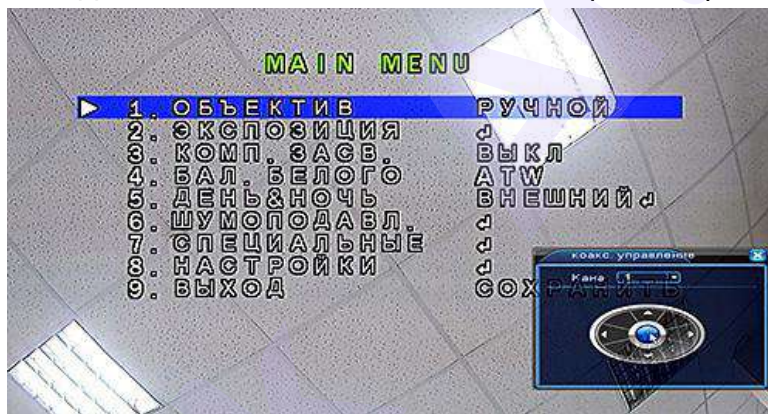 MAIN MENU
1. ОБЪЕКТИВ РУЧНОЙ
2. ЭКСПОЗИЦИЯ
3. КОМП. ЗАСВ. ВЫКЛ
4. БАЛ. БЕЛОГО ATW
5. ДЕНЬ&НОЧЬ ВНЕШНИЙ
6. ШУМОПОДАВЛ.
7. СПЕЦИАЛЬНЫЕ
8. НАСТРОЙКИ
9. ВЫХОД СОХРАНИТЬ
коакс. управление
Кана 1